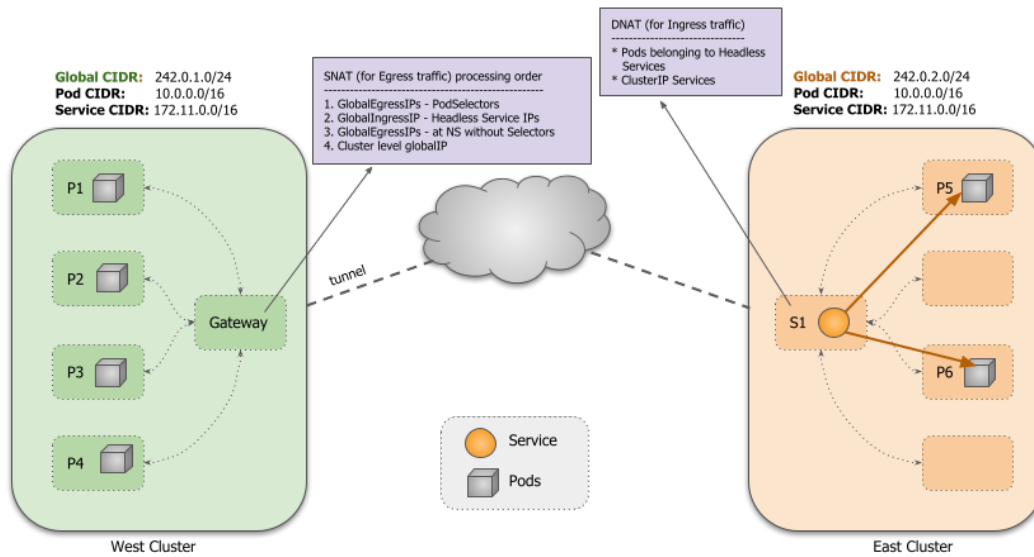 DNAT (for Ingress traffic)
--------------------------------
* Pods belonging to Headless
Services
* ClusterIP Services
SNAT (for Egress traffic) processing order
----------------------------------------------------
1. GlobalEgressIPs - PodSelectors
2. GlobalIngressIP - Headless Service IPs
3. GlobalEgressIPs - at NS without Selectors
4. Cluster level globalIP
Global CIDR: 242.0.1.0/24
Pod CIDR: 10.0.0.0/16
Service CIDR: 172.11.0.0/16
Global CIDR: 242.0.2.0/24
Pod CIDR: 10.0.0.0/16
Service CIDR: 172.11.0.0/16
P1
P2
P3
P4
Gateway
tunnel
S1
P5
P6
Service
Pods
West Cluster
East Cluster